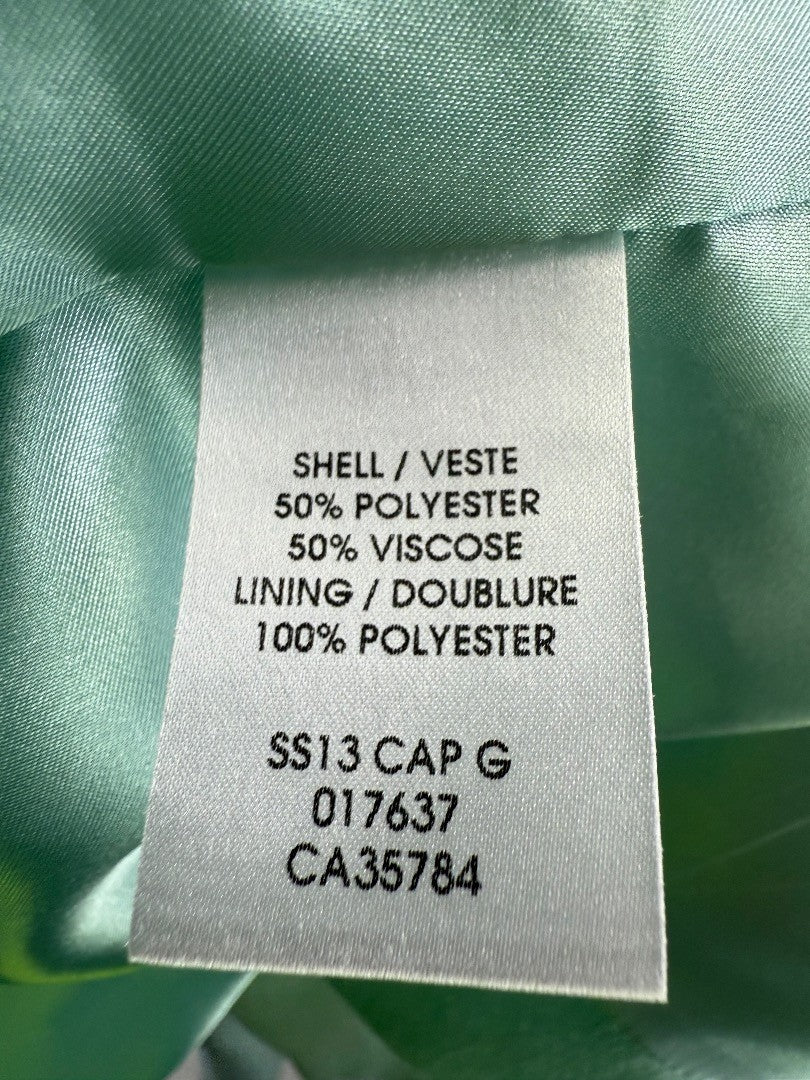 SHELL / VESTE
50% POLYESTER
50% VISCOSE
LINING / DOUBLURE
100% POLYESTER
SS13 CAP G
017637
CA35784